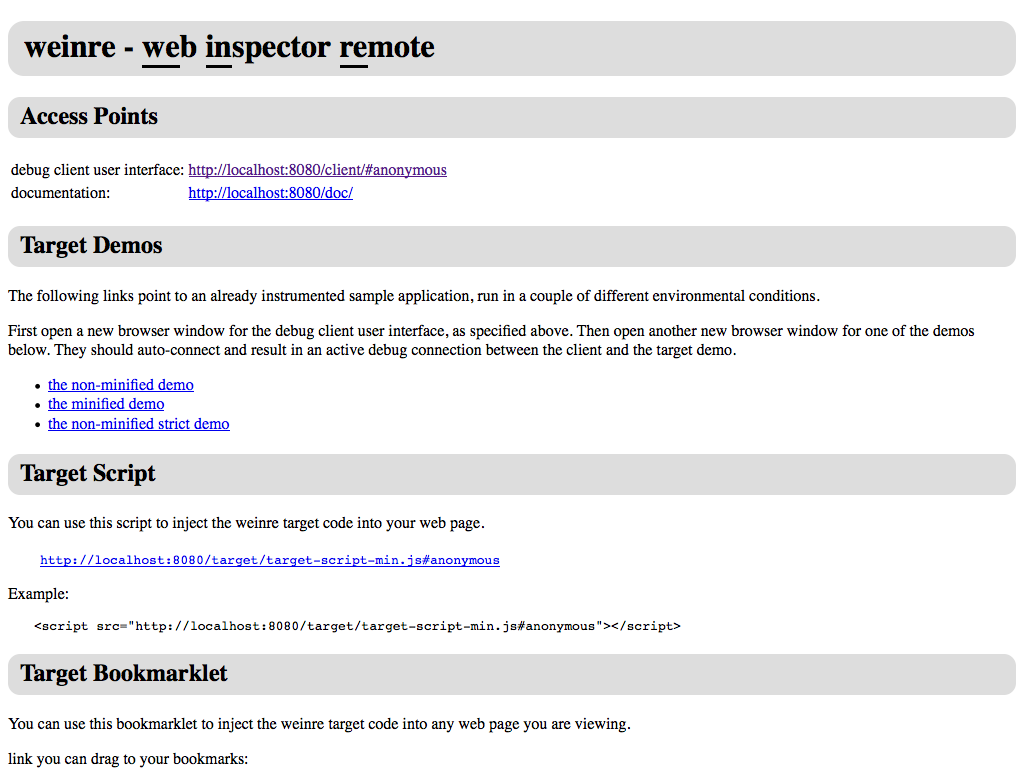 weinre - web inspector remote
Access Points
debug client user interface: http://localhost:8080/client/#anonymous
documentation: http://localhost:8080/doc/
Target Demos
The following links point to an already instrumented sample application, run in a couple of different environmental conditions.
First open a new browser window for the debug client user interface, as specified above. Then open another new browser window for one of the demos
below. They should auto-connect and result in an active debug connection between the client and the target demo.
• the non-minified demo
• the minified demo
• the non-minified strict demo
Target Script
You can use this script to inject the weinre target code into your web page.
http://localhost:8080/target/target-script-min.js#anonymous
Example:
<script src="http://localhost:8080/target/target-script-min.js#anonymous"></script>
Target Bookmarklet
You can use this bookmarklet to inject the weinre target code into any web page you are viewing.
link you can drag to your bookmarks: